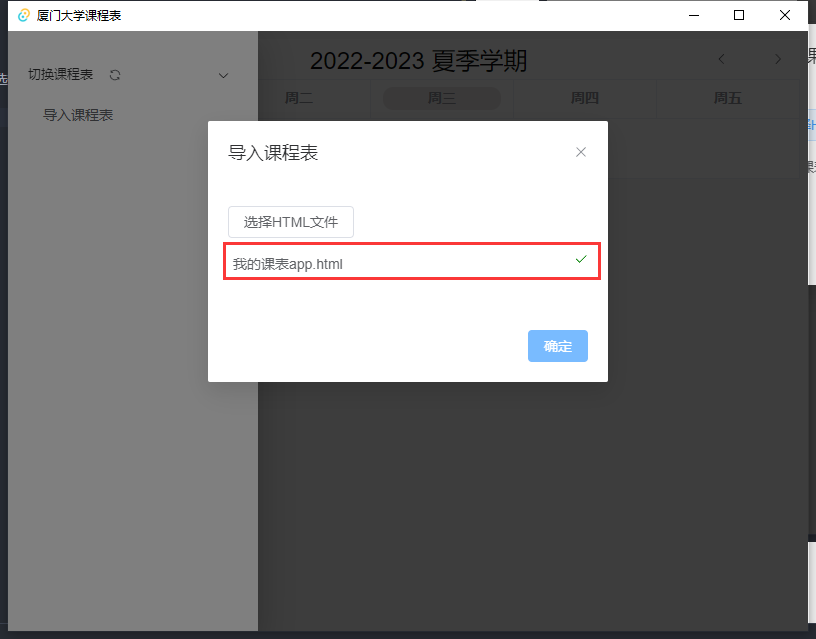 厦门大学课程表
切换课程表
2022-2023 夏季学期
导入课程表
周二 周三 周四 周五
导入课程表
选择HTML文件
我的课表app.html
确定